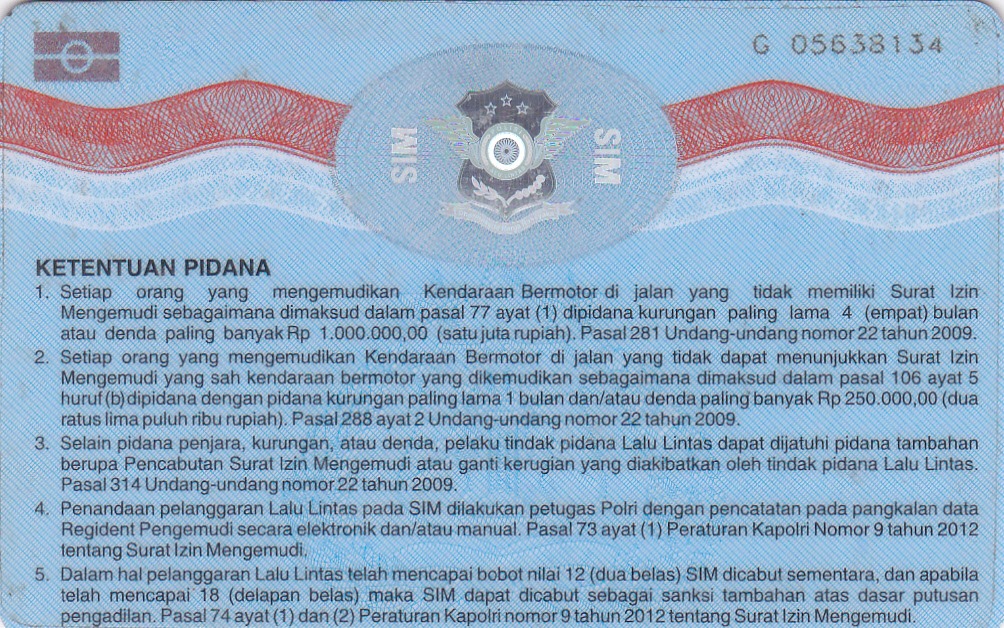 G 05638134
SIM
SIM
KETENTUAN PIDANA
1. Setiap orang yang mengemudikan Kendaraan Bermotor di jalan yang tidak memiliki Surat Izin
Mengemudi sebagaimana dimaksud dalam pasal 77 ayat (1) dipidana kurungan paling lama 4 (empat) bulan
atau denda paling banyak Rp 1.000.000,00 (satu juta rupiah). Pasal 281 Undang-undang nomor 22 tahun 2009.
2. Setiap orang yang mengemudikan Kendaraan Bermotor di jalan yang tidak dapat menunjukkan Surat Izin
Mengemudi yang sah kendaraan bermotor yang dikemudikan sebagaimana dimaksud dalam pasal 106 ayat 5
huruf (b) dipidana dengan pidana kurungan paling lama 1 bulan dan/atau denda paling banyak Rp 250.000,00 (dua
ratus lima puluh ribu rupiah). Pasal 288 ayat 2 Undang-undang nomor 22 tahun 2009.
3. Selain pidana penjara, kurungan, atau denda, pelaku tindak pidana Lalu Lintas dapat dijatuhi pidana tambahan
berupa Pencabutan Surat Izin Mengemudi atau ganti kerugian yang diakibatkan oleh tindak pidana Lalu Lintas.
Pasal 314 Undang-undang nomor 22 tahun 2009.
4. Penandaan pelanggaran Lalu Lintas pada SIM dilakukan petugas Polri dengan pencatatan pada pangkalan data
Regident Pengemudi secara elektronik dan/atau manual. Pasal 73 ayat (1) Peraturan Kapolri Nomor 9 tahun 2012
tentang Surat Izin Mengemudi.
5. Dalam hal pelanggaran Lalu Lintas telah mencapai bobot nilai 12 (dua belas) SIM dicabut sementara, dan apabila
telah mencapai 18 (delapan belas) maka SIM dapat dicabut sebagai sanksi tambahan atas dasar putusan
pengadilan. Pasal 74 ayat (1) dan (2) Peraturan Kapolri nomor 9 tahun 2012 tentang Surat Izin Mengemudi.